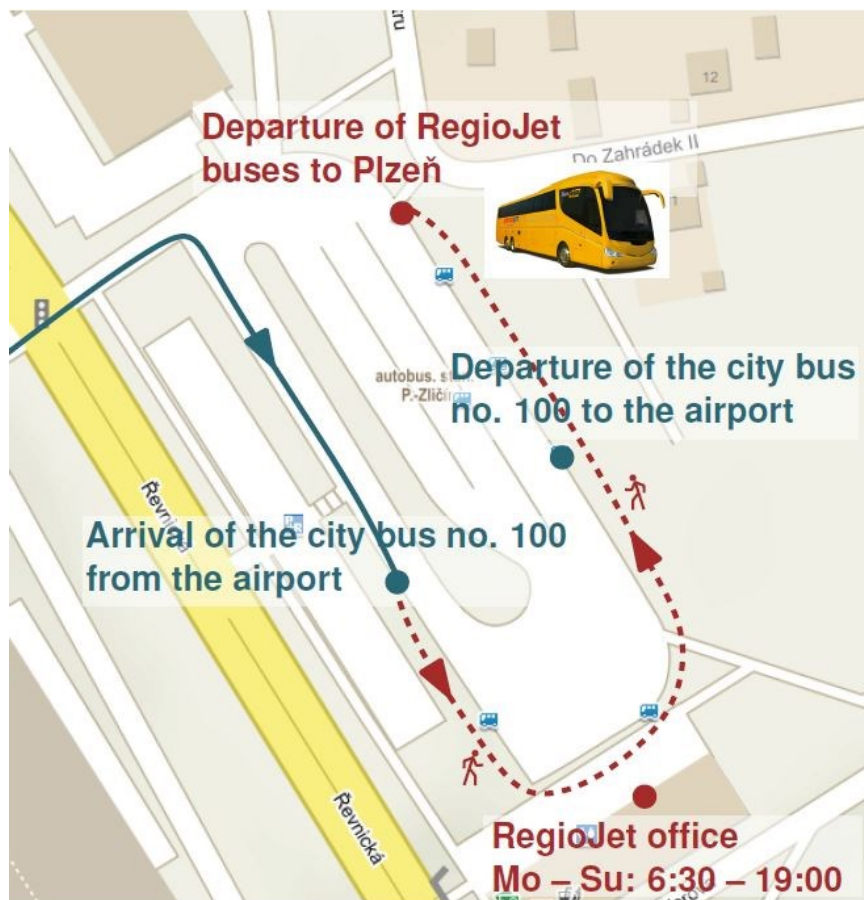 Departure of RegioJet
buses to Plzeň
12
Do Zahrádek II
Departure of the city bus
no. 100 to the airport
autobus.
P.-Zličín
Řevnická
Arrival of the city bus no. 100
from the airport
Řevnická
RegioJet office
Mo – Su: 6:30 – 19:00